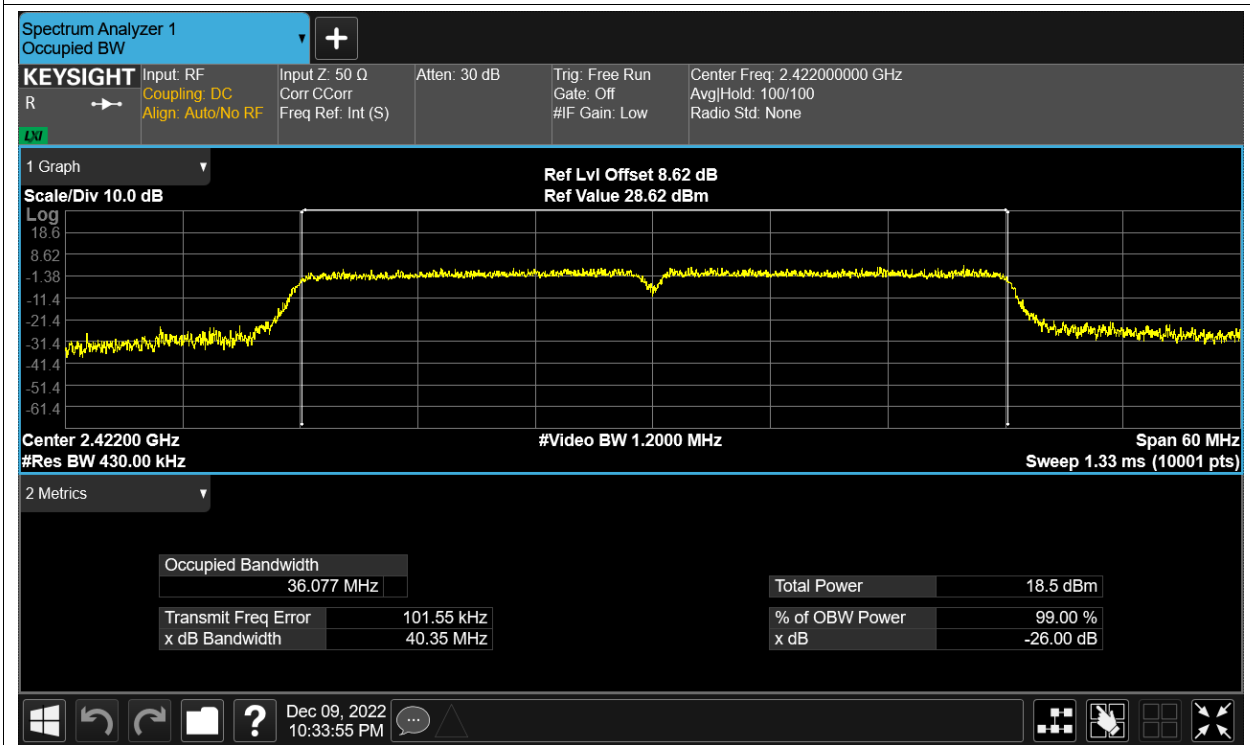 Spectrum Analyzer 1
Occupied BW
KEYSIGHT
R
LXI
Input: RF
Coupling: DC
Align: Auto/No RF
Input Z: 50 Ω
Corr CCorr
Freq Ref: Int (S)
Atten: 30 dB
Trig: Free Run
Gate: Off
#IF Gain: Low
Center Freq: 2.422000000 GHz
Avg|Hold: 100/100
Radio Std: None
1 Graph
Scale/Div 10.0 dB
Ref Lvl Offset 8.62 dB
Ref Value 28.62 dBm
Log
18.6
8.62
-1.38
-11.4
-21.4
-31.4
-41.4
-51.4
-61.4
Center 2.42200 GHz
#Res BW 430.00 kHz
#Video BW 1.2000 MHz
Span 60 MHz
Sweep 1.33 ms (10001 pts)
2 Metrics
Occupied Bandwidth
36.077 MHz
Transmit Freq Error 101.55 kHz
x dB Bandwidth 40.35 MHz
Total Power 18.5 dBm
% of OBW Power 99.00 %
x dB -26.00 dB
Dec 09, 2022
10:33:55 PM